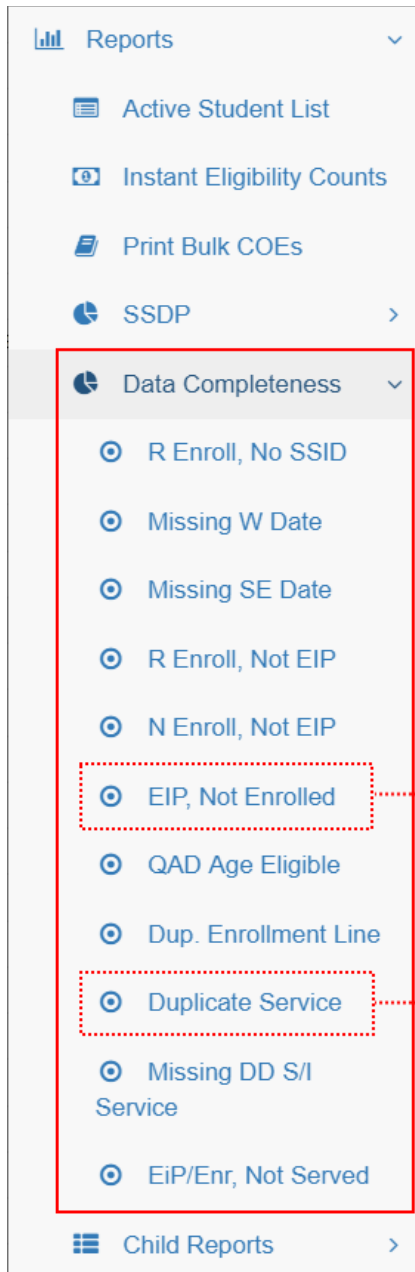 Reports
Active Student List
Instant Eligibility Counts
Print Bulk COEs
SSDP
Data Completeness
R Enroll, No SSID
Missing W Date
Missing SE Date
R Enroll, Not EIP
N Enroll, Not EIP
EIP, Not Enrolled
QAD Age Eligible
Dup. Enrollment Line
Duplicate Service
Missing DD S/I
Service
EiP/Enr, Not Served
Child Reports